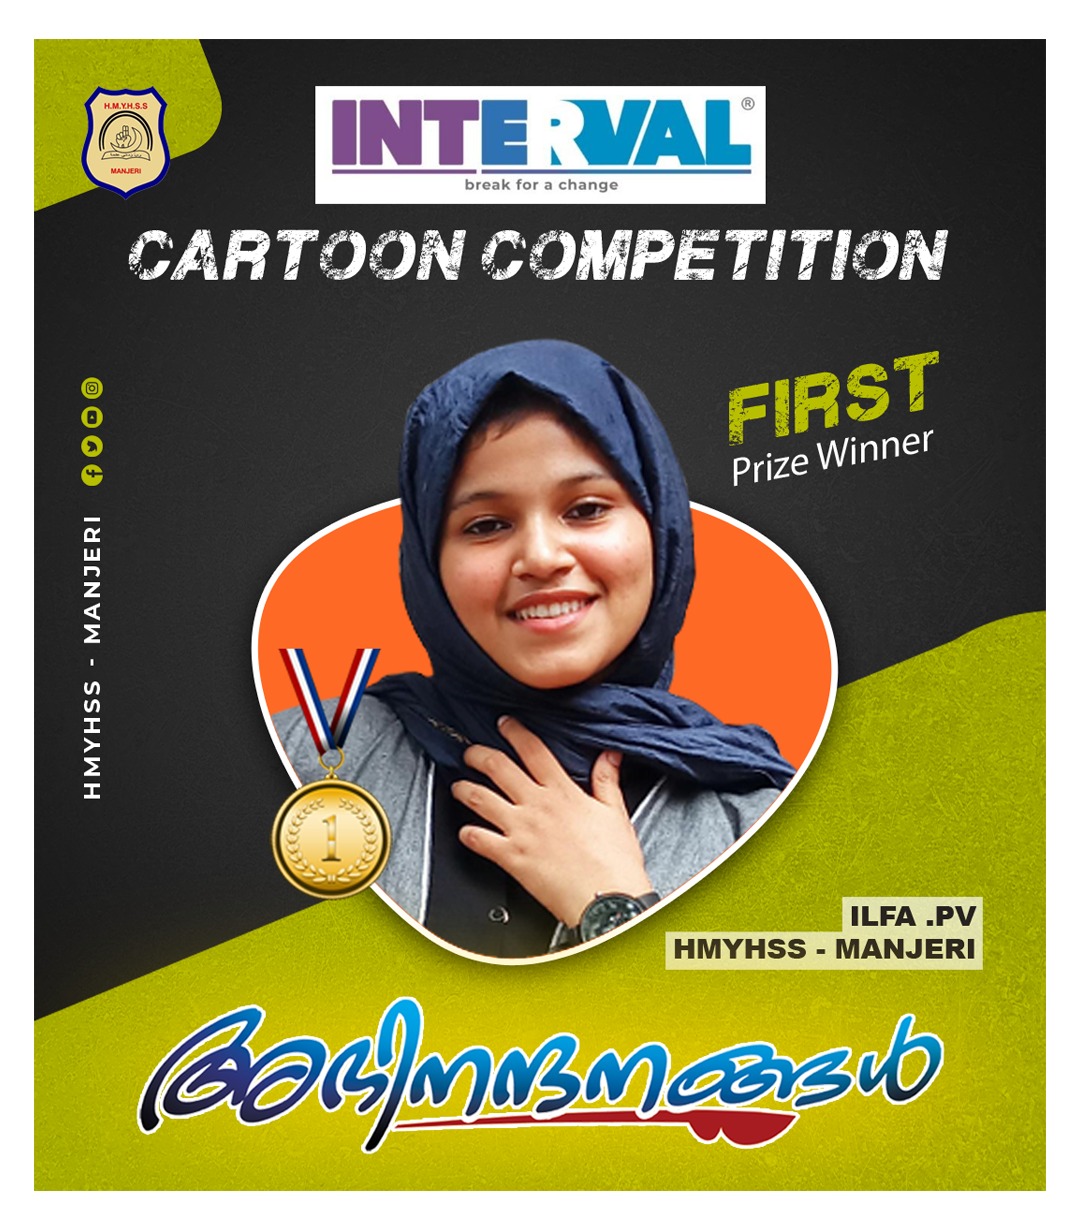 H.M.Y.H.S.S
MANJERI
INTERVAL®
break for a change
CARTOON COMPETITION
FIRST
Prize Winner
HMYHSS - MANJERI
1
ILFA .PV
HMYHSS - MANJERI
അഭിനന്ദനങ്ങൾ